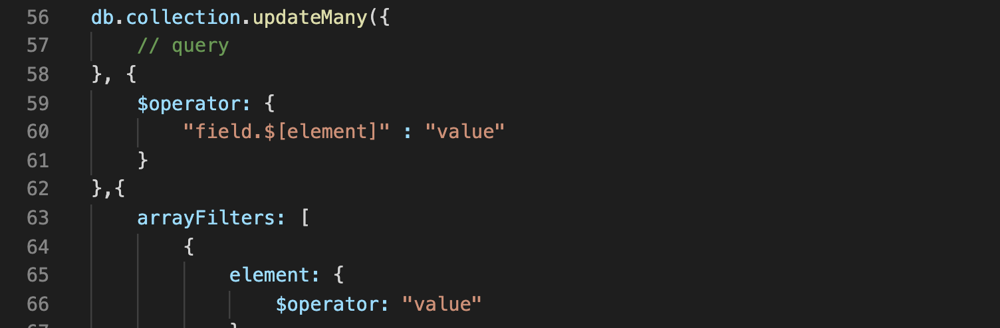 56 db.collection.updateMany({
57 // query
58 }, {
59 $operator: {
60 "field.$[element]" : "value"
61 }
62 },{
63 arrayFilters: [
64 {
65 element: {
66 $operator: "value"
67 }